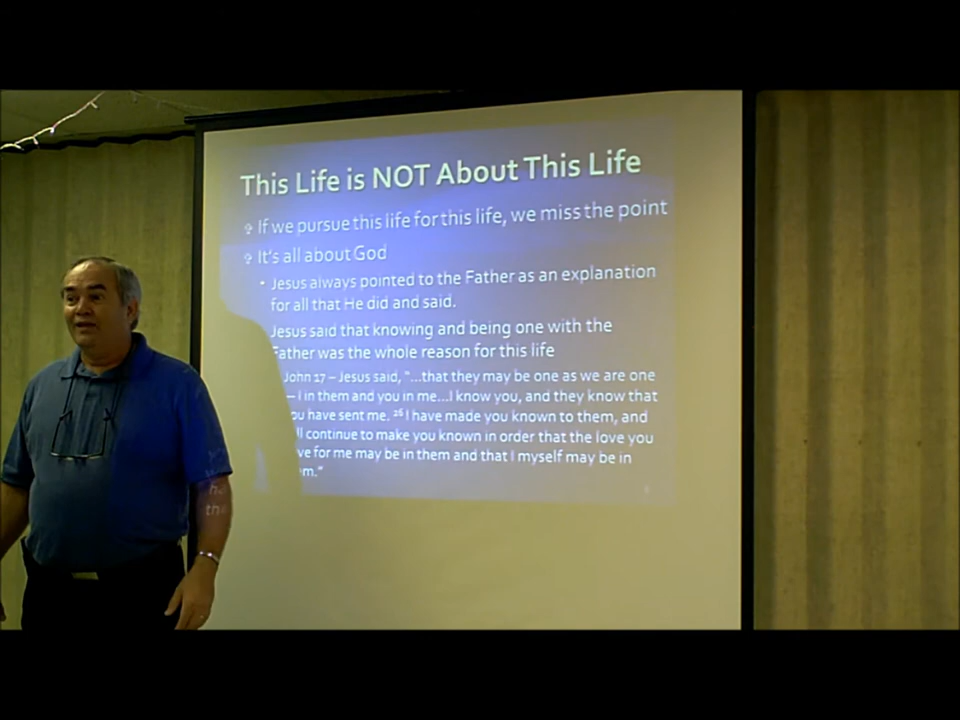 This Life is NOT About This Life
If we pursue this life for this life, we miss the point
It's all about God
Jesus always pointed to the Father as an explanation
for all that He did and said.
Jesus said that knowing and being one with the
ather was the whole reason for this life
John 17 – Jesus said, "...that they may be one as we are one
– I in them and you in me...I know you, and they know that
ou have sent me. 26 I have made you known to them, and
ll continue to make you known in order that the love you
ve for me may be in them and that I myself may be in
m."